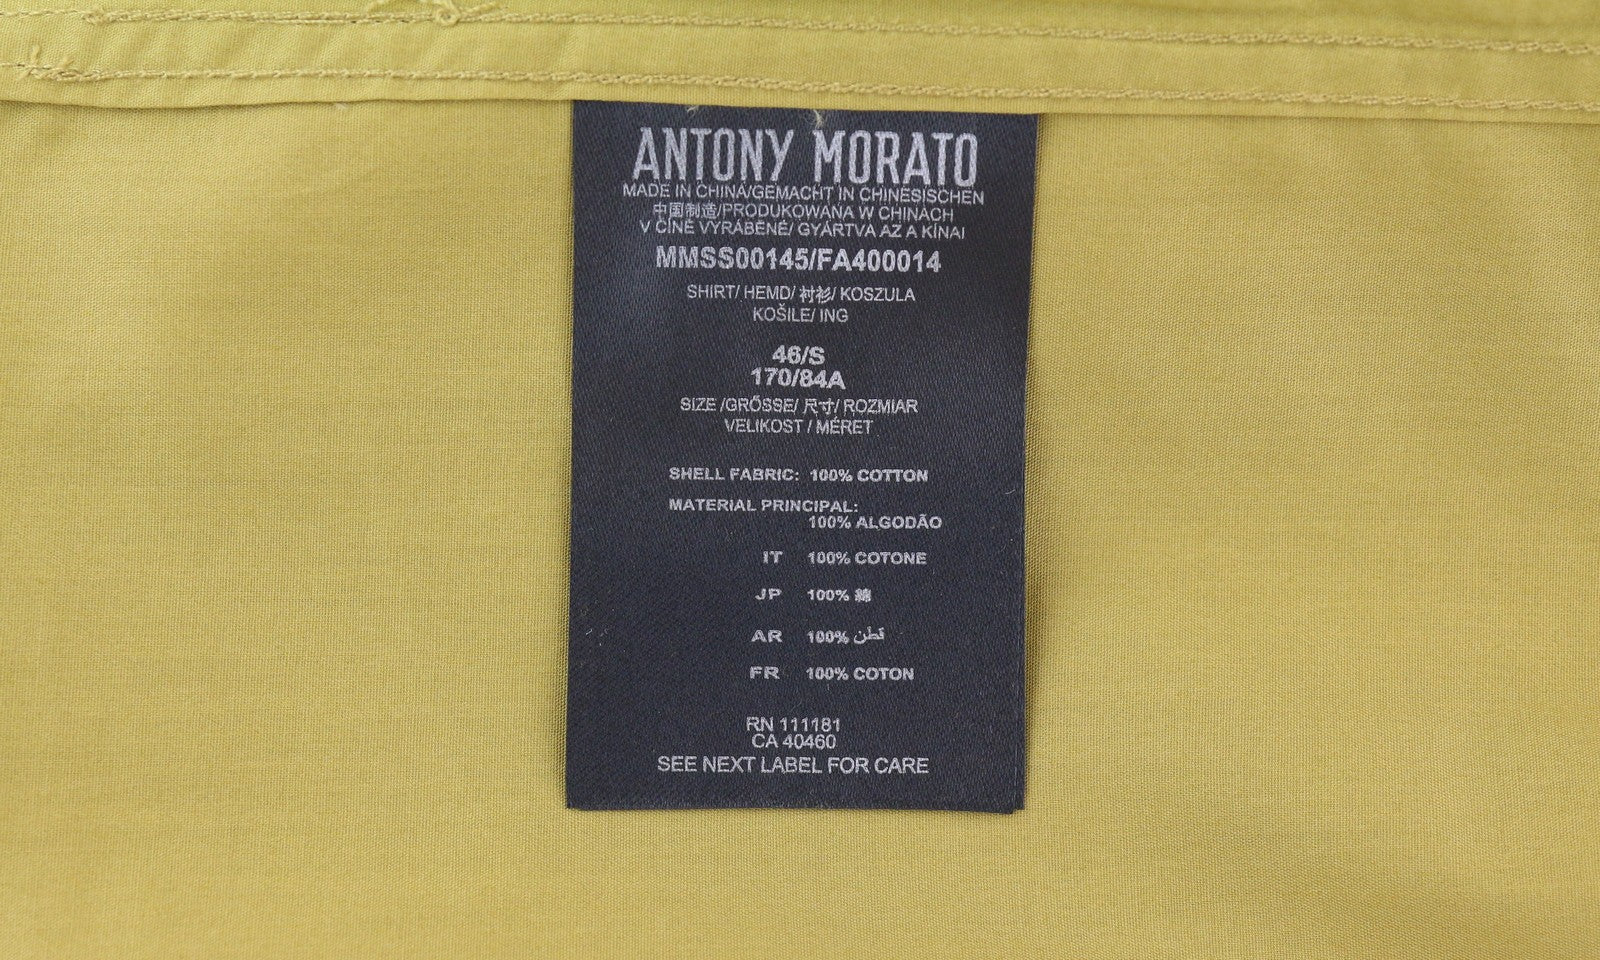 ANTONY MORATO
MADE IN CHINA/GEMACHT IN CHINESISCHEN
中国制造/PRODUKOWANA W CHINACH
V ČÍNĚ VYRÁBĚNÉ/ GYÁRTVA AZ A KÍNAI
MMSS00145/FA400014
SHIRT/ HEMD/ 衬衫/ KOSZULA
KOŠILE/ ING
46/S
170/84A
SIZE /GRÖSSE/ 尺寸/ ROZMIAR
VELIKOST / MÉRET
SHELL FABRIC: 100% COTTON
MATERIAL PRINCIPAL:
100% ALGODÃO
IT 100% COTONE
JP 100% 綿
AR 100% قطن
FR 100% COTON
RN 111181
CA 40460
SEE NEXT LABEL FOR CARE